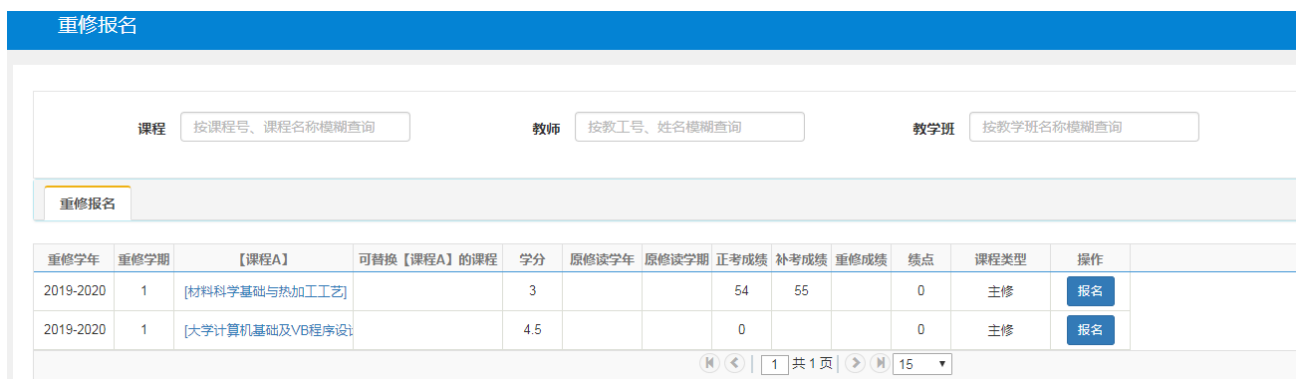 重修报名
课程 按课程号、课程名称模糊查询 教师 按教工号、姓名模糊查询 教学班 按教学班名称模糊查询
重修报名
重修学年 重修学期 【课程A】 可替换【课程A】的课程 学分 原修读学年 原修读学期 正考成绩 补考成绩 重修成绩 绩点 课程类型 操作
2019-2020 1 [材料科学基础与热加工工艺] 3 54 55 0 主修 报名
2019-2020 1 [大学计算机基础及VB程序设 4.5 0 0 主修 报名
1 共1页 15